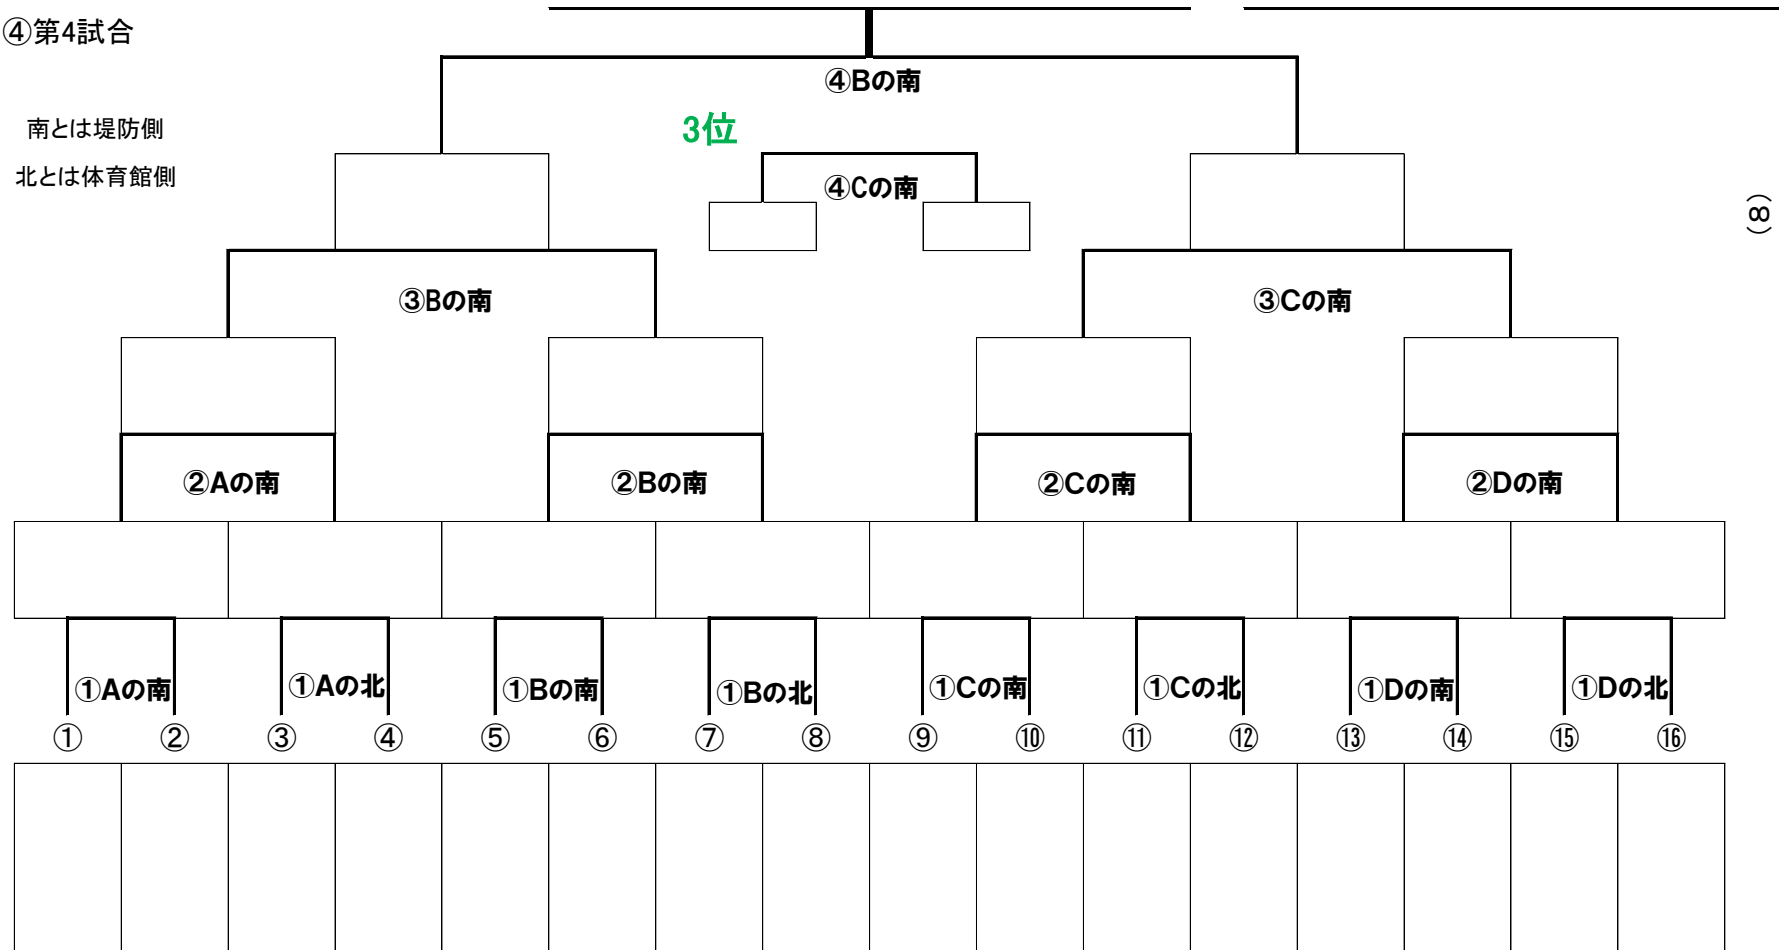 ④第4試合
④Bの南
南とは堤防側
3位
北とは体育館側
④Cの南
(8)
③Bの南
③Cの南
②Aの南
②Bの南
②Cの南
②Dの南
①Aの南
①Aの北
①Bの南
①Bの北
①Cの南
①Cの北
①Dの南
①Dの北
① ② ③ ④ ⑤ ⑥ ⑦ ⑧ ⑨ ⑩ ⑪ ⑫ ⑬ ⑭ ⑮ ⑯